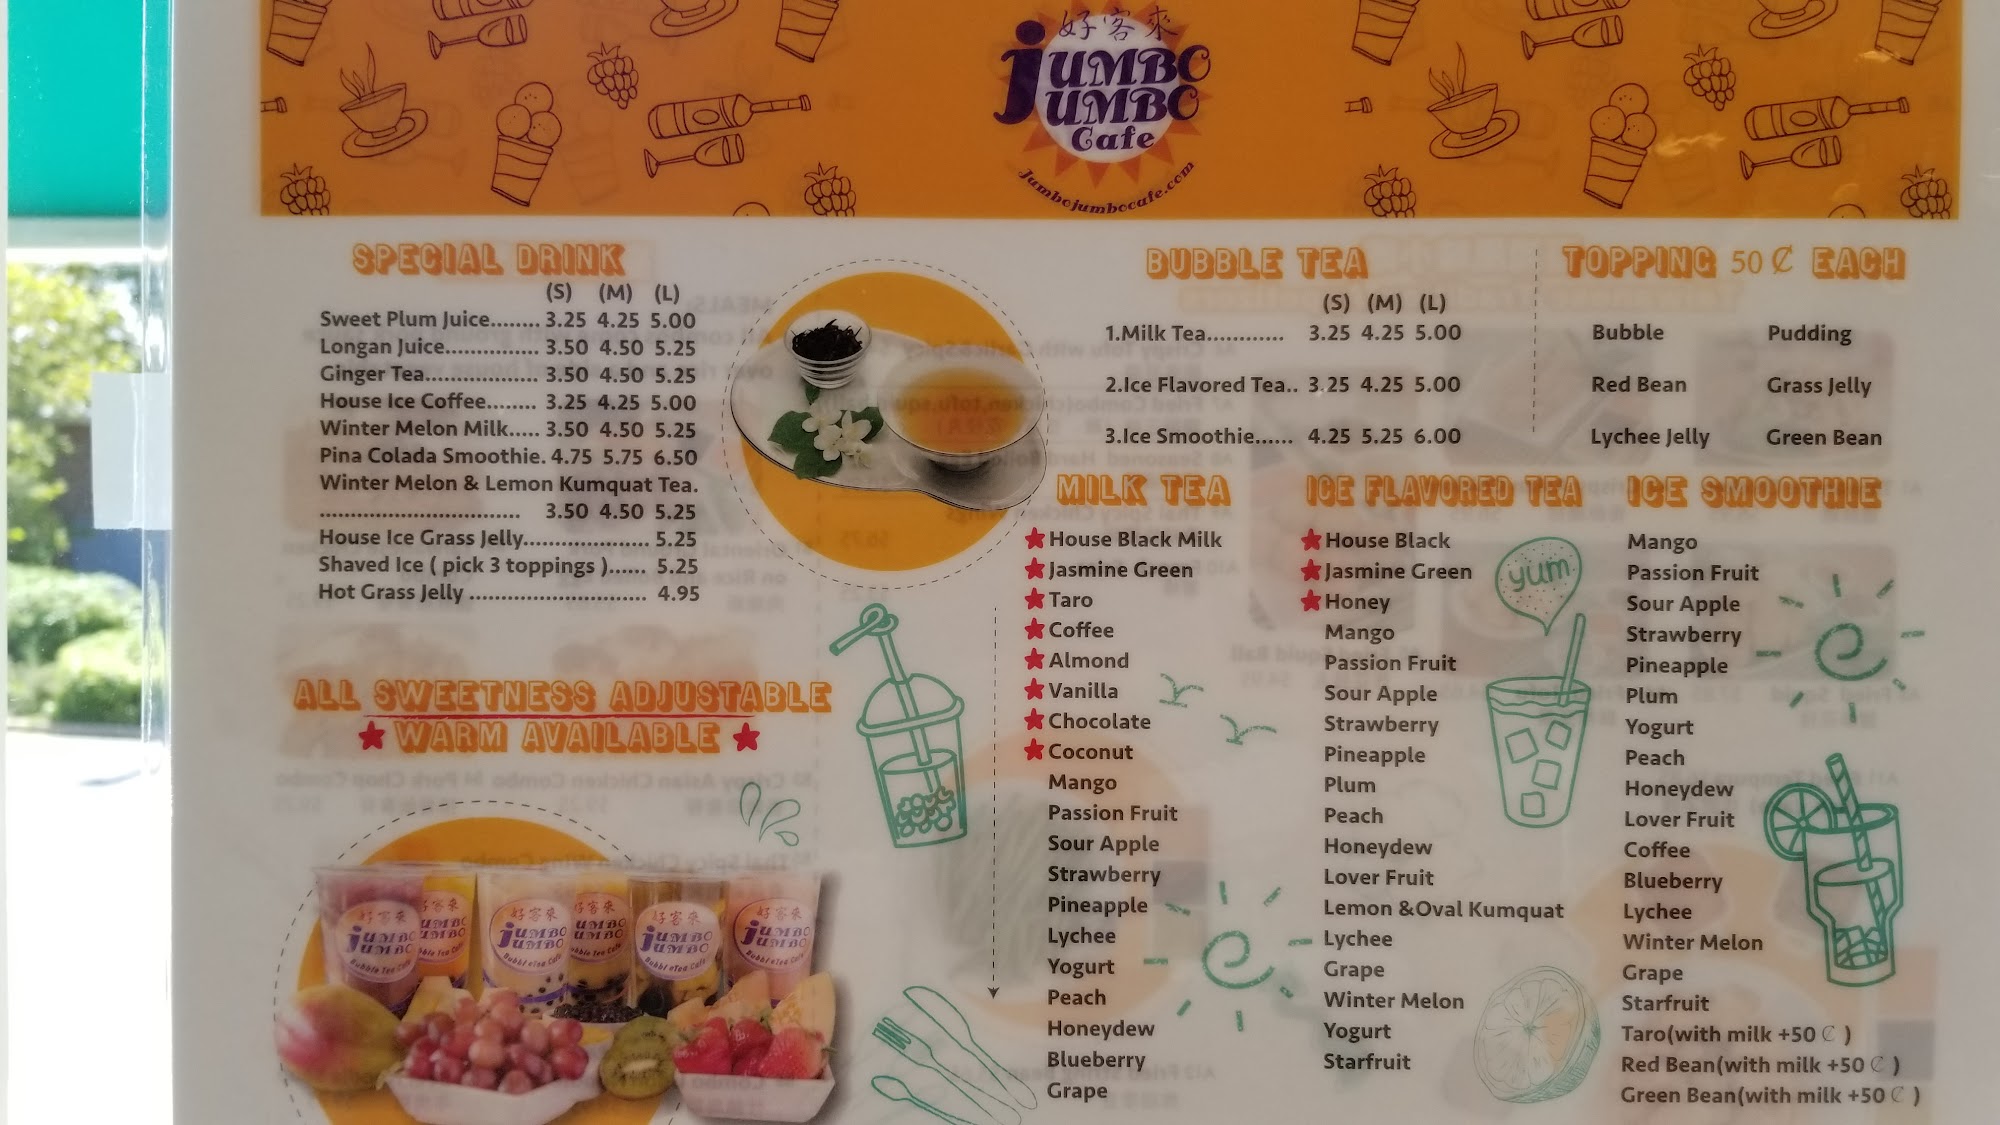 好客來
JUMBO
JUMBO
Cafe
Jumbojumbocafe.com
SPECIAL DRINK
(S) (M) (L)
Sweet Plum Juice........ 3.25 4.25 5.00
Longan Juice............... 3.50 4.50 5.25
Ginger Tea.................. 3.50 4.50 5.25
House Ice Coffee........ 3.25 4.25 5.00
Winter Melon Milk..... 3.50 4.50 5.25
Pina Colada Smoothie. 4.75 5.75 6.50
Winter Melon & Lemon Kumquat Tea.
................................ 3.50 4.50 5.25
House Ice Grass Jelly.................... 5.25
Shaved Ice ( pick 3 toppings )...... 5.25
Hot Grass Jelly ............................ 4.95
ALL SWEETNESS ADJUSTABLE
★ WARM AVAILABLE ★
BUBBLE TEA
(S) (M) (L)
1.Milk Tea............ 3.25 4.25 5.00
2.Ice Flavored Tea.. 3.25 4.25 5.00
3.Ice Smoothie...... 4.25 5.25 6.00
TOPPING 50 ₵ EACH
Bubble Pudding
Red Bean Grass Jelly
Lychee Jelly Green Bean
MILK TEA
★ House Black Milk
★ Jasmine Green
★ Taro
★ Coffee
★ Almond
★ Vanilla
★ Chocolate
★ Coconut
Mango
Passion Fruit
Sour Apple
Strawberry
Pineapple
Lychee
Yogurt
Peach
Honeydew
Blueberry
Grape
ICE FLAVORED TEA
★ House Black
★ Jasmine Green
★ Honey
Mango
Passion Fruit
Sour Apple
Strawberry
Pineapple
Plum
Peach
Honeydew
Lover Fruit
Lemon &Oval Kumquat
Lychee
Grape
Winter Melon
Yogurt
Starfruit
yum
ICE SMOOTHIE
Mango
Passion Fruit
Sour Apple
Strawberry
Pineapple
Plum
Yogurt
Peach
Honeydew
Lover Fruit
Coffee
Blueberry
Lychee
Winter Melon
Grape
Starfruit
Taro(with milk +50 ₵ )
Red Bean(with milk +50 ₵ )
Green Bean(with milk +50 ₵ )
好客來
JUMBO
JUMBO
Bubble Tea Cafe